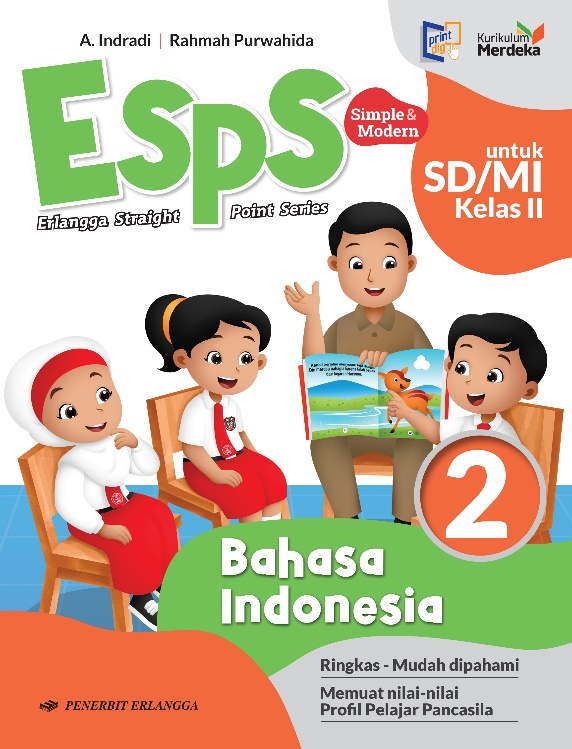 A. Indradi | Rahmah Purwahida
print
dig
Kurikulum
Merdeka
ESPS
Simple &
Modern
Erlangga Straight Point Series
untuk
SD/MI
Kelas II
2
Bahasa
Indonesia
Ringkas - Mudah dipahami
Memuat nilai-nilai
Profil Pelajar Pancasila
PENERBIT ERLANGGA